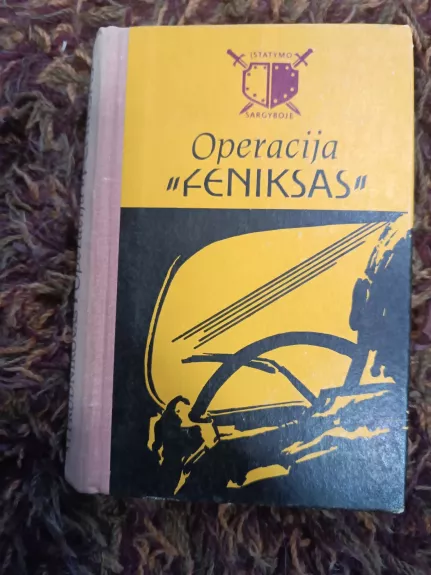 ĮSTATYMO
SARGYBOJE
Operacija
"FENIKSAS"